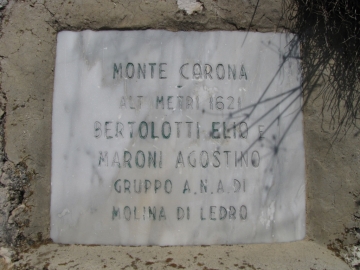 MONTE CORONA
ALT METRI 1621
BERTOLOTTI ELIO E
MARONI AGOSTINO
GRUPPO A.N.A DI
MOLINA DI LEDRO